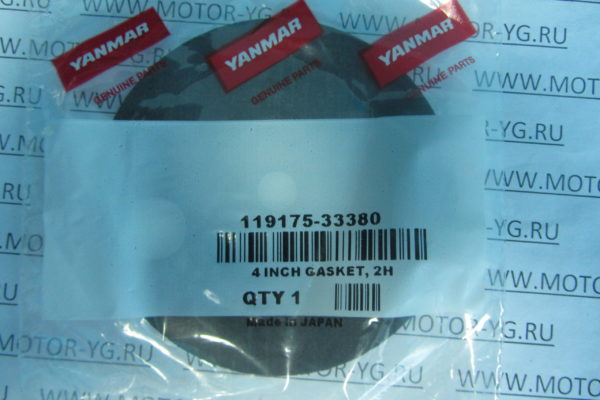 YANMAR
GENUINE PARTS
YANMAR
GENUINE PARTS
YANMAR
GENUINE PARTS
119175-33380
4 INCH GASKET, 2H
QTY 1
Made in JAPAN
WWW.MOTOR-YG.RU
WWW.MOTOR-YG.RU
WWW.MOTOR-YG.RU